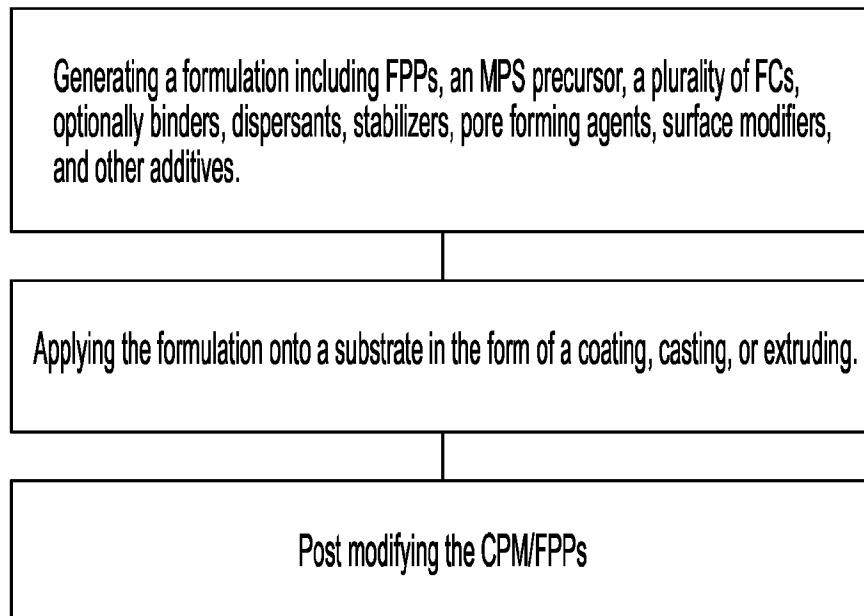 Generating a formulation including FPPs, an MPS precursor, a plurality of FCs,
optionally binders, dispersants, stabilizers, pore forming agents, surface modifiers,
and other additives.
Applying the formulation onto a substrate in the form of a coating, casting, or extruding.
Post modifying the CPM/FPPs